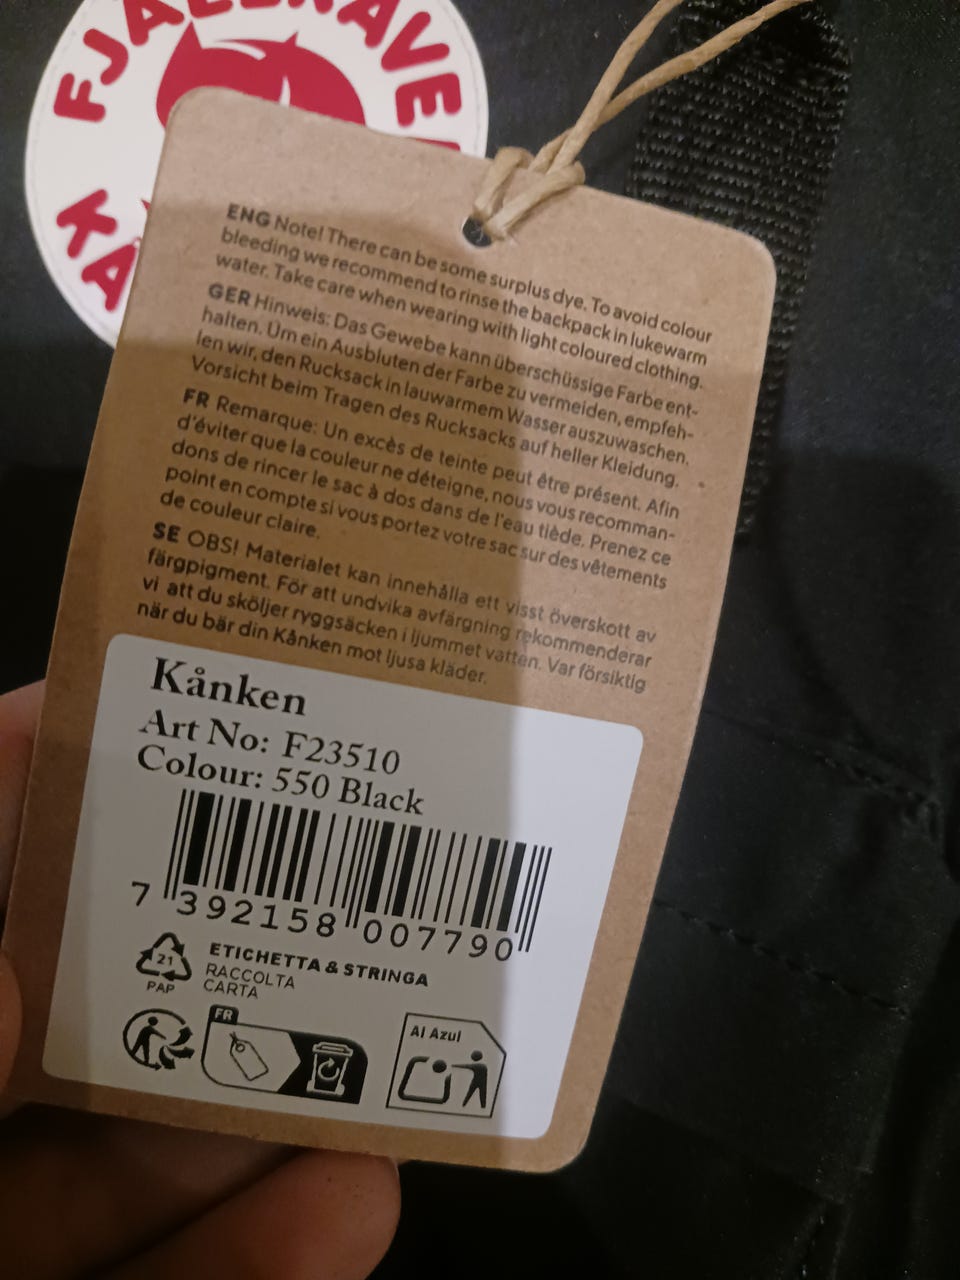 FJÄLLRÄVEN
KÅ
ENG Note! There can be some surplus dye. To avoid colour
bleeding we recommend to rinse the backpack in lukewarm
water. Take care when wearing with light coloured clothing.
GER Hinweis: Das Gewebe kann überschüssige Farbe ent-
halten. Um ein Ausbluten der Farbe zu vermeiden, empfeh-
len wir, den Rucksack in lauwarmem Wasser auszuwaschen.
Vorsicht beim Tragen des Rucksacks auf heller Kleidung.
FR Remarque: Un excès de teinte peut être présent. Afin
d'éviter que la couleur ne déteigne, nous vous recomman-
dons de rincer le sac à dos dans de l'eau tiède. Prenez ce
point en compte si vous portez votre sac sur des vêtements
de couleur claire.
SE OBS! Materialet kan innehålla ett visst överskott av
färgpigment. För att undvika avfärgning rekommenderar
vi att du sköljer ryggsäcken i ljummet vatten. Var försiktig
när du bär din Kånken mot ljusa kläder.
Kånken
Art No: F23510
Colour: 550 Black
7 392158 007790
21
PAP
ETICHETTA & STRINGA
RACCOLTA
CARTA
FR
Al Azul